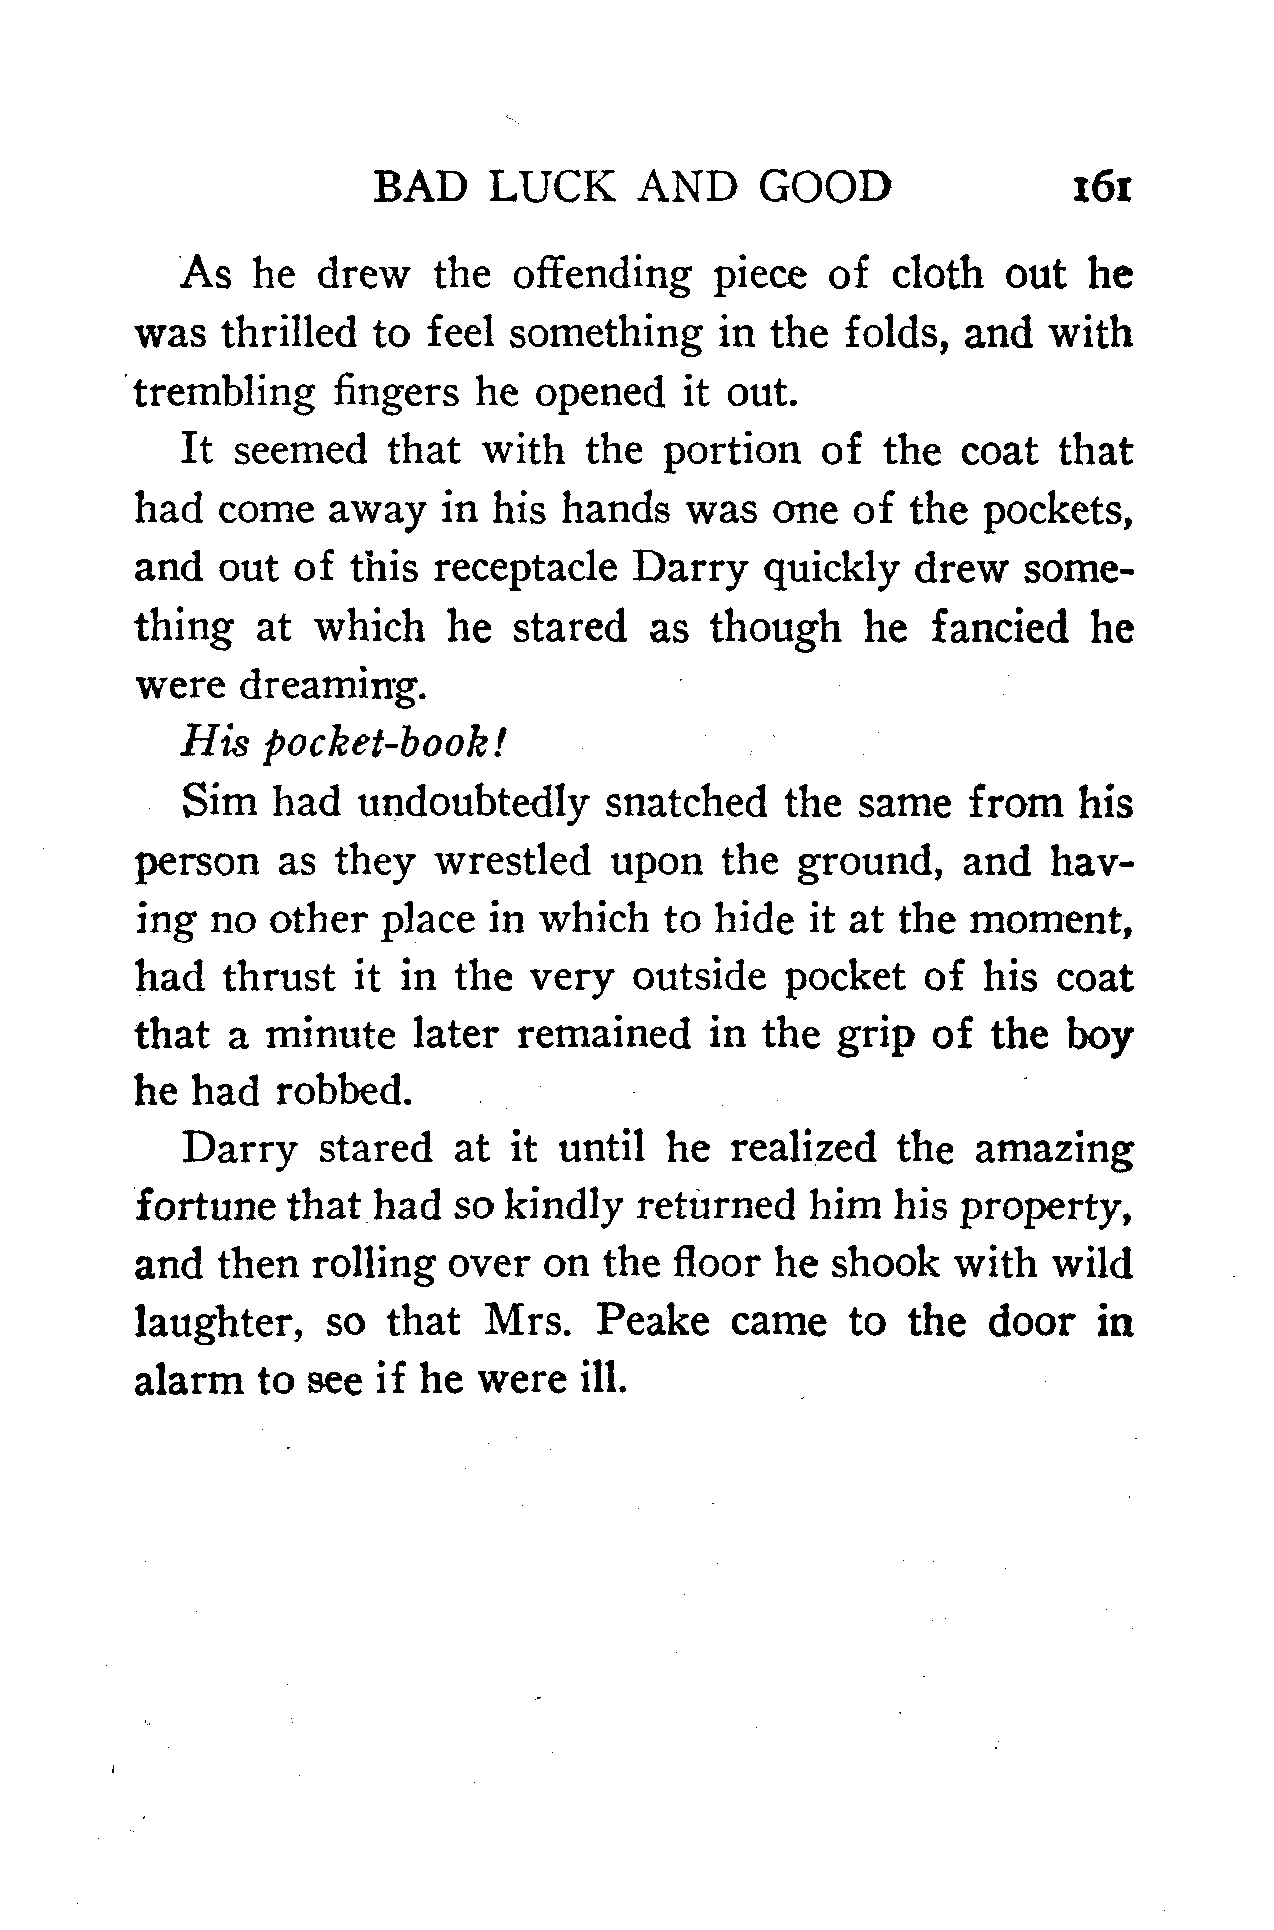 BAD LUCK AND GOOD 161
As he drew the offending piece of cloth out he
was thrilled to feel something in the folds, and with
trembling fingers he opened it out.
It seemed that with the portion of the coat that
had come away in his hands was one of the pockets,
and out of this receptacle Darry quickly drew some-
thing at which he stared as though he fancied he
were dreaming.
His pocket-book!
Sim had undoubtedly snatched the same from his
person as they wrestled upon the ground, and hav-
ing no other place in which to hide it at the moment,
had thrust it in the very outside pocket of his coat
that a minute later remained in the grip of the boy
he had robbed.
Darry stared at it until he realized the amazing
fortune that had so kindly returned him his property,
and then rolling over on the floor he shook with wild
laughter, so that Mrs. Peake came to the door in
alarm to see if he were ill.